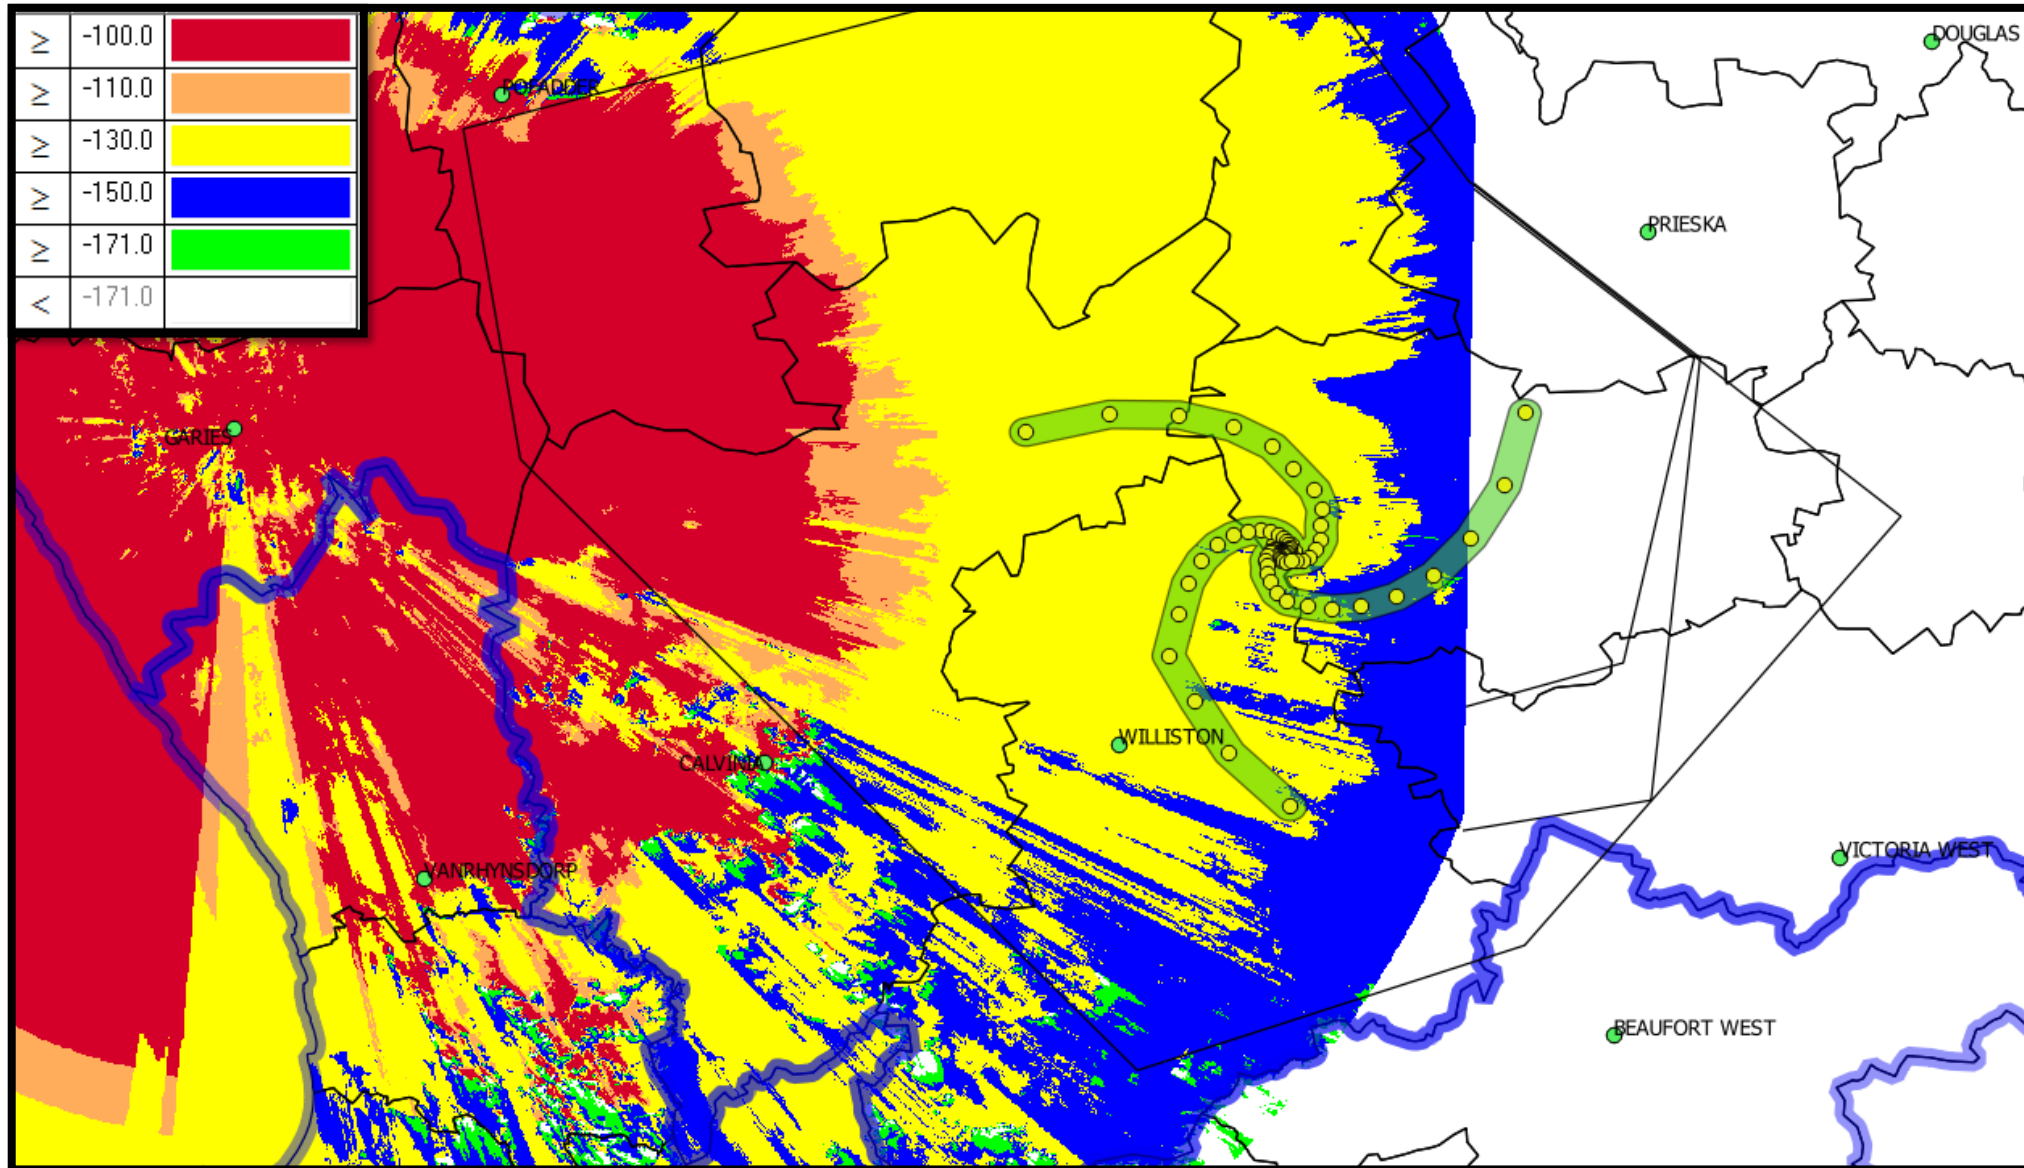 ≥ -100.0
≥ -110.0
≥ -130.0
≥ -150.0
≥ -171.0
< -171.0
DOUGLAS
POFADDER
PRIESKA
GARIES
WILLISTON
CALVINIA
VANRHYNSDORP
VICTORIA WEST
BEAUFORT WEST